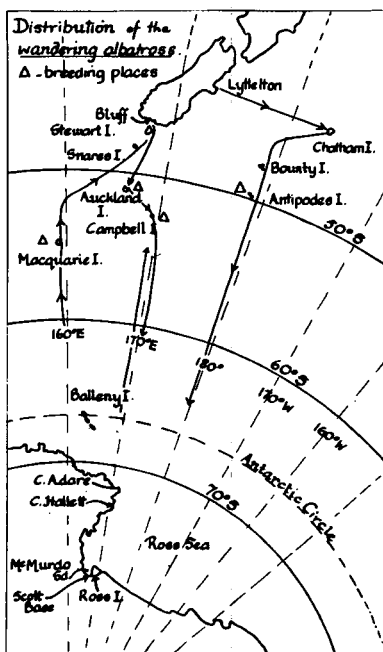 Distribution of the
wandering albatross.
△ - breeding places
Lyttelton
Bluff
Stewart I.
Snares I.
Chatham I.
Bounty I.
Antipodes I.
Auckland
I.
Campbell I
50°S
Macquarie I.
160°E
170°E
180°
60°S
170°W
160°W
Balleny I.
Antarctic Circle
C. Adare
C. Hallett
70°S
Ross Sea
McMurdo
Sd.
Scott
Base
Ross I.